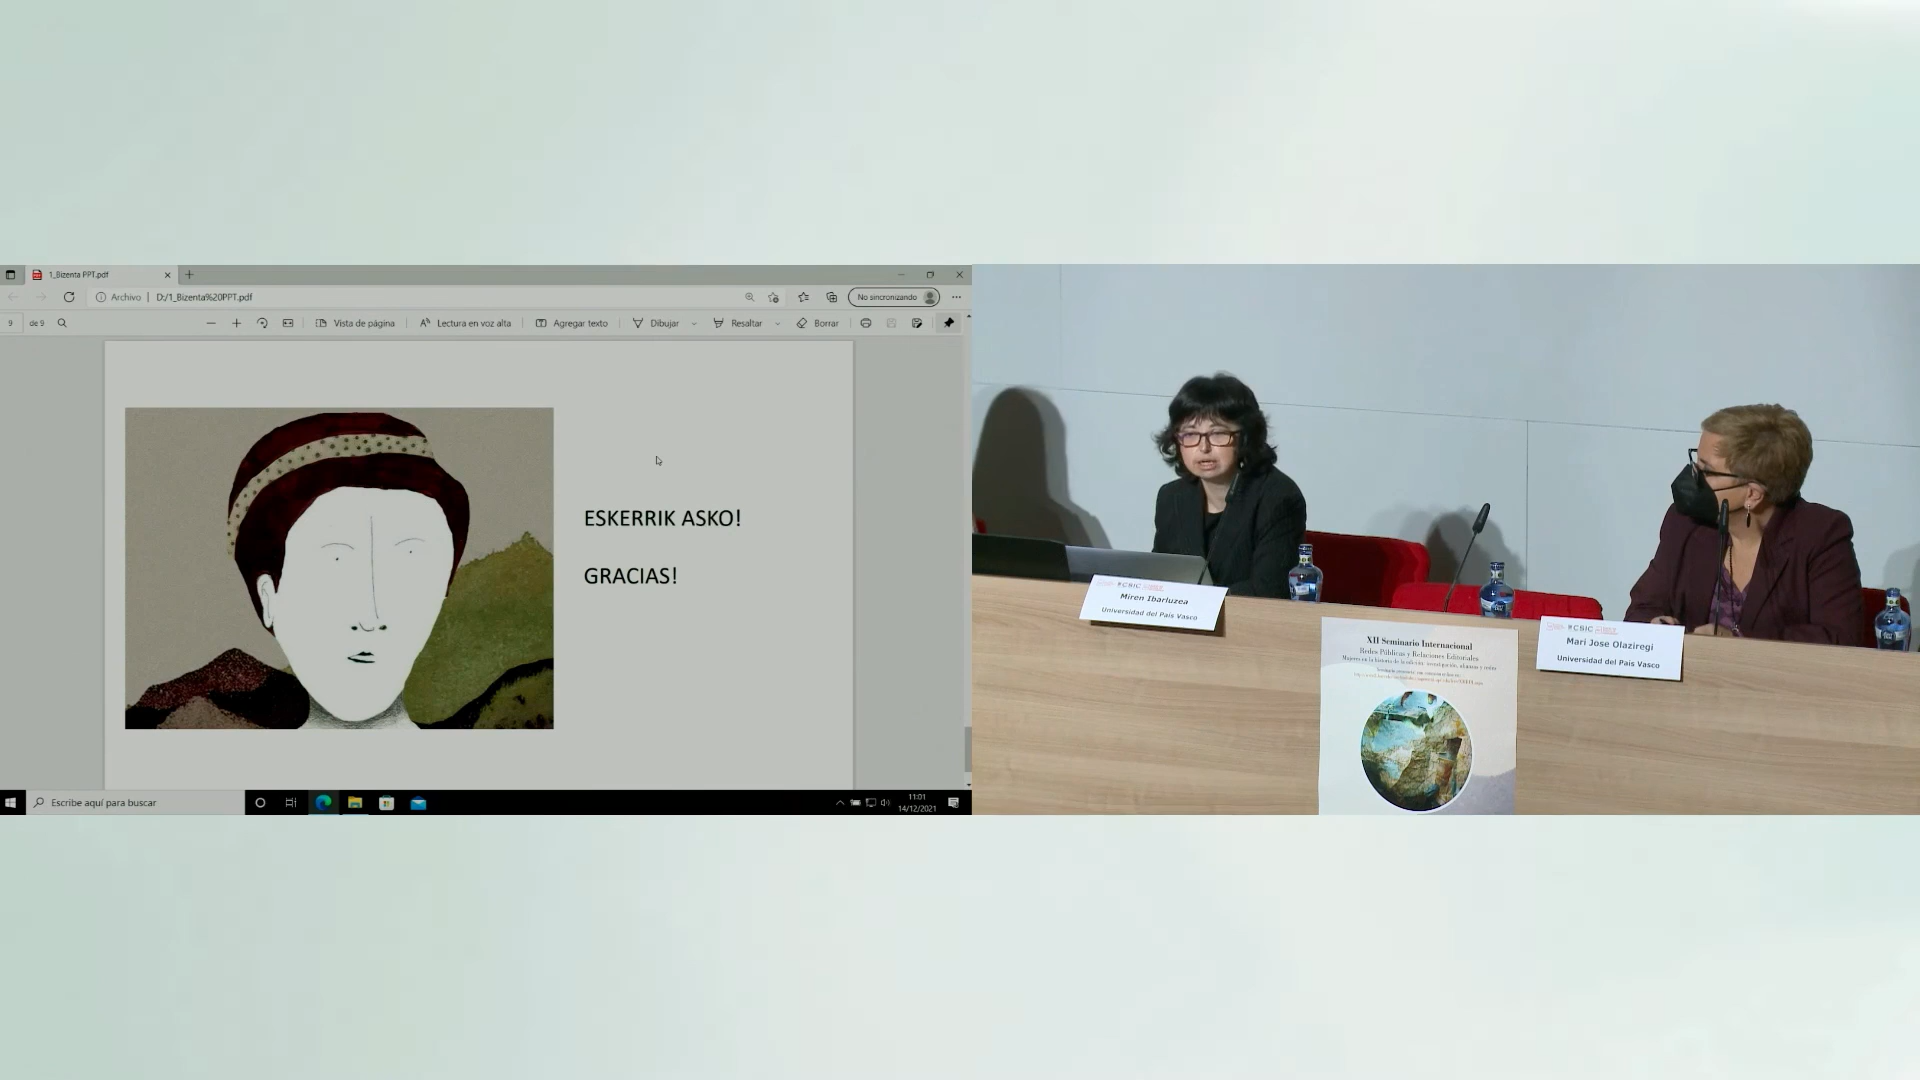 1_Bizenta PPT.pdf
Archivo
D:/1_Bizenta%20PPT.pdf
No sincronizando
9
de 9
Vista de página
Lectura en voz alta
Agregar texto
Dibujar
Resaltar
Borrar
ESKERRIK ASKO!
GRACIAS!
Escribe aquí para buscar
11:01
14/12/2021
CSIC
Miren Ibarluzea
Universidad del País Vasco
XII Seminario Internacional
Redes Públicas y Relaciones Editoriales
CSIC
Mari Jose Olaziregi
Universidad del País Vasco